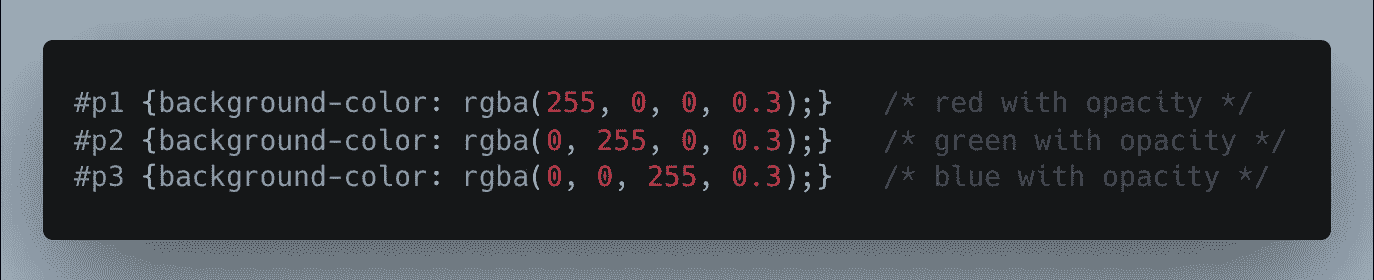 #p1 {background-color: rgba(255, 0, 0, 0.3);}   /* red with opacity */
#p2 {background-color: rgba(0, 255, 0, 0.3);}   /* green with opacity */
#p3 {background-color: rgba(0, 0, 255, 0.3);}   /* blue with opacity */